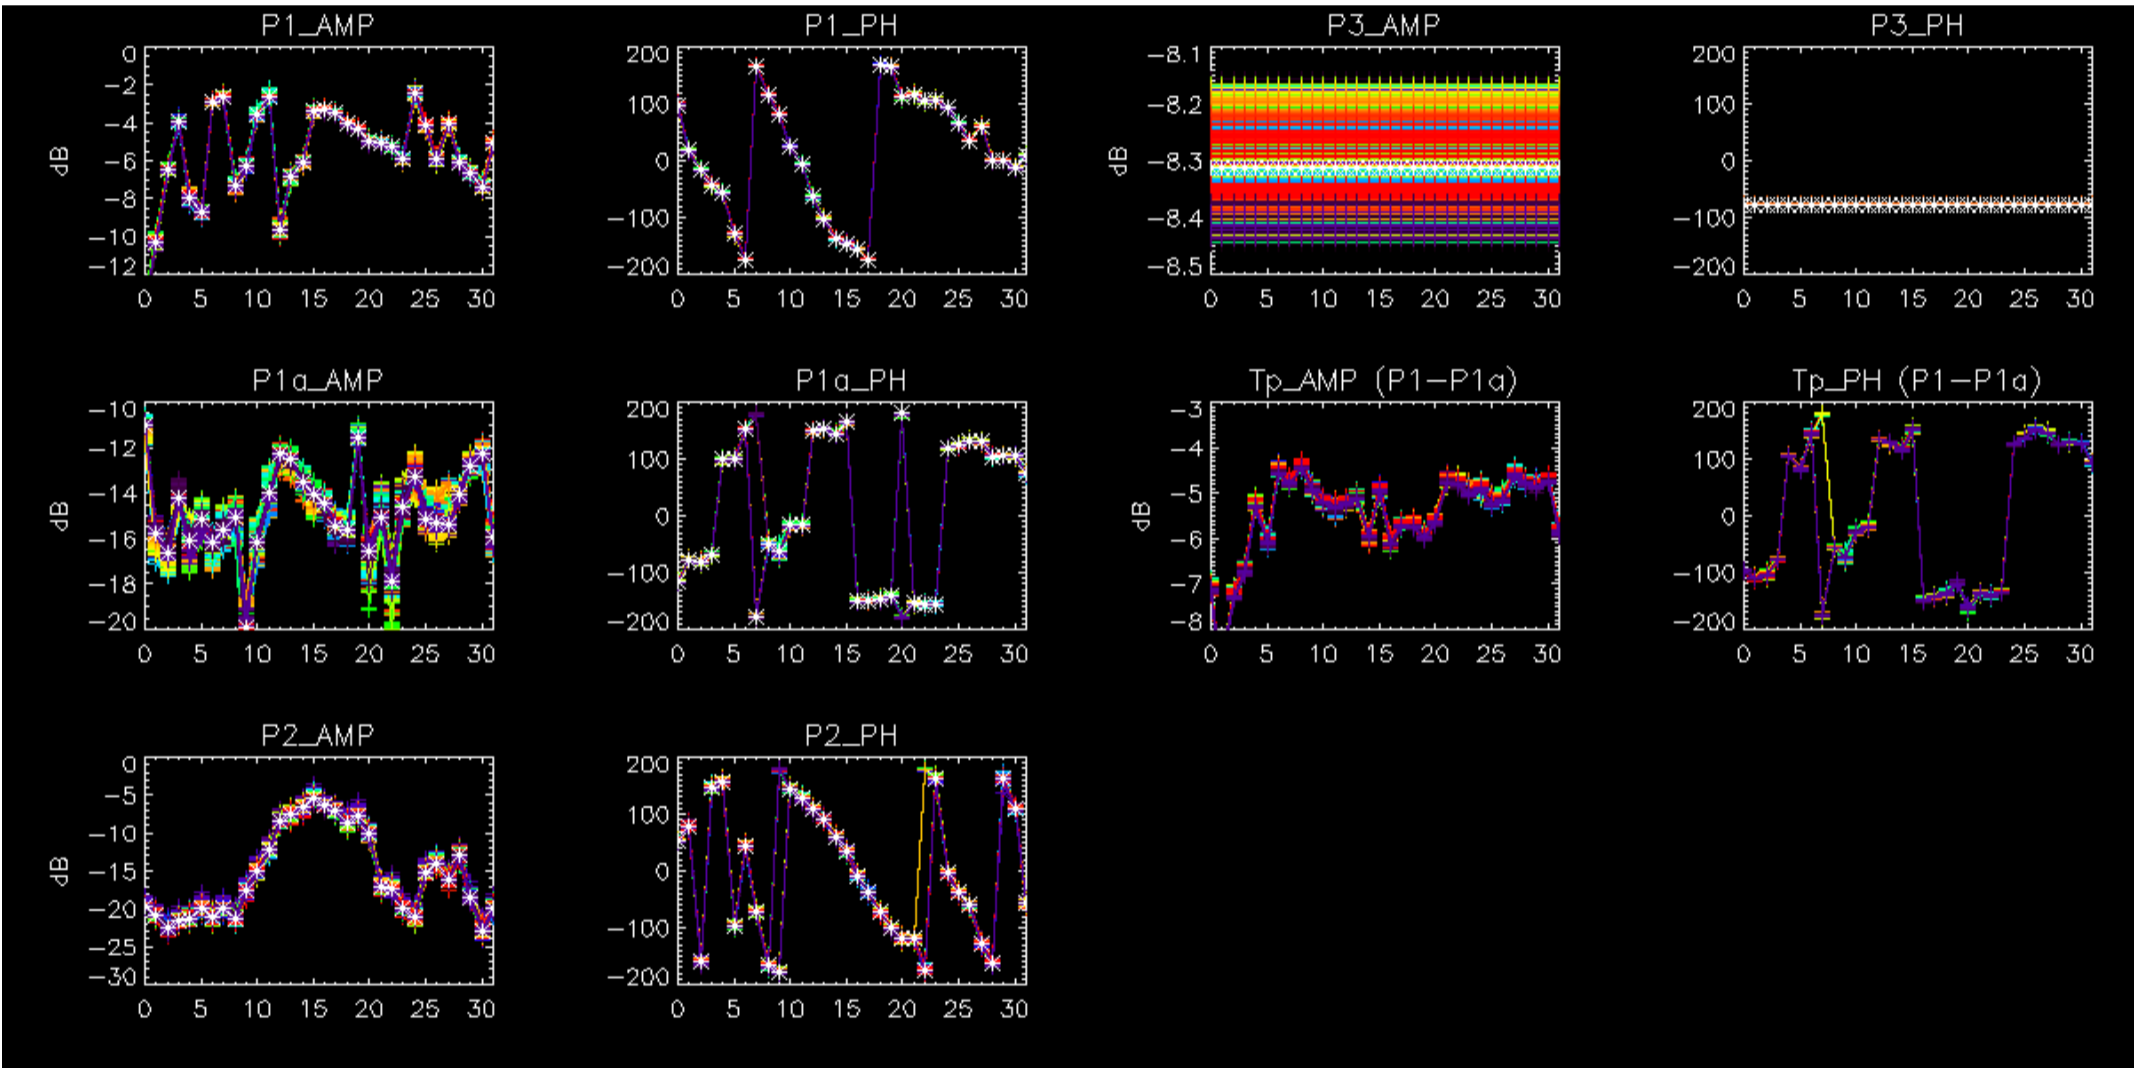 P1_AMP
P1_PH
P3_AMP
P3_PH
0
-2
-4
-6
-8
-10
-12
dB
0 5 10 15 20 25 30
200
100
0
-100
-200
0 5 10 15 20 25 30
-8.1
-8.2
-8.3
-8.4
-8.5
dB
0 5 10 15 20 25 30
200
100
0
-100
-200
0 5 10 15 20 25 30
P1a_AMP
P1a_PH
Tp_AMP (P1-P1a)
Tp_PH (P1-P1a)
-10
-12
-14
-16
-18
-20
dB
0 5 10 15 20 25 30
200
100
0
-100
-200
0 5 10 15 20 25 30
-3
-4
-5
-6
-7
-8
dB
0 5 10 15 20 25 30
200
100
0
-100
-200
0 5 10 15 20 25 30
P2_AMP
P2_PH
0
-5
-10
-15
-20
-25
-30
dB
0 5 10 15 20 25 30
200
100
0
-100
-200
0 5 10 15 20 25 30